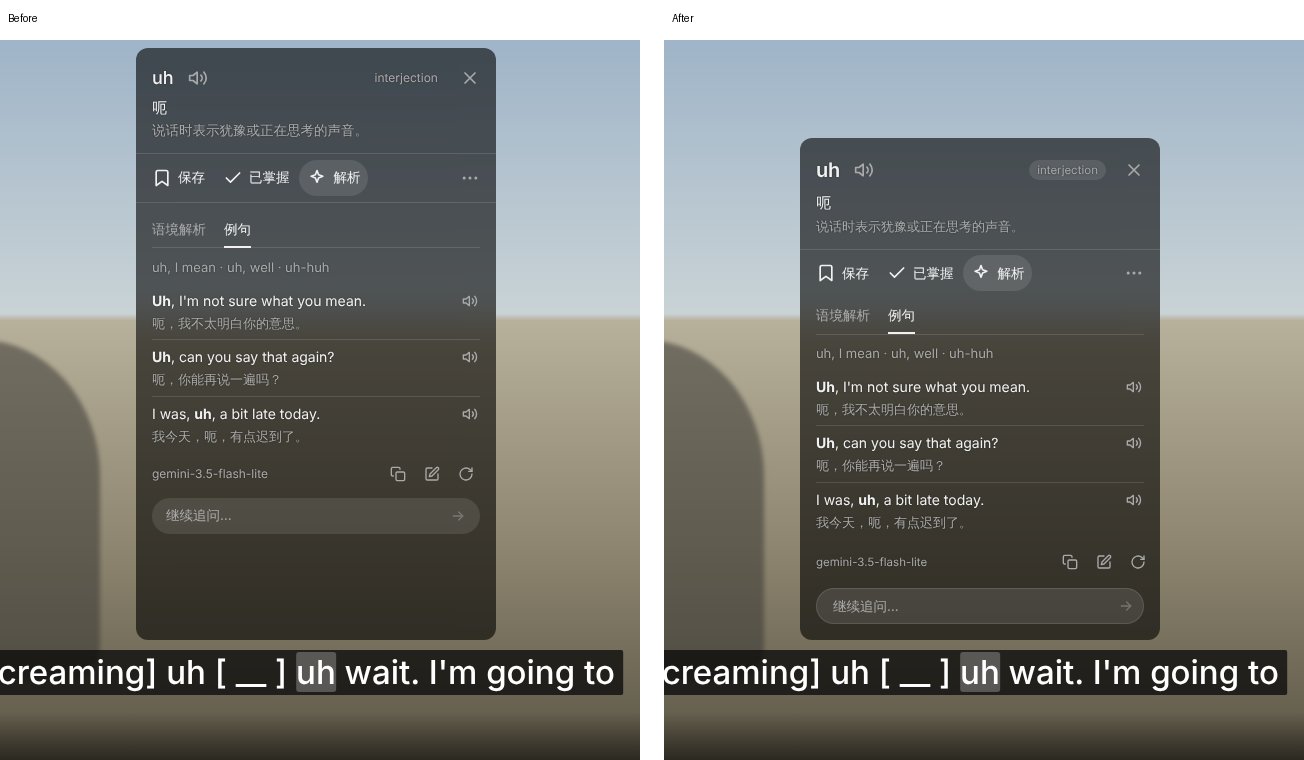 Before
uh interjection
呃
说话时表示犹豫或正在思考的声音。
保存 已掌握 解析
语境解析 例句
uh, I mean · uh, well · uh-huh
Uh, I'm not sure what you mean.
呃，我不太明白你的意思。
Uh, can you say that again?
呃，你能再说一遍吗？
I was, uh, a bit late today.
我今天，呃，有点迟到了。
gemini-3.5-flash-lite
继续追问...
creaming] uh [ __ ] uh wait. I'm going to
After
uh interjection
呃
说话时表示犹豫或正在思考的声音。
保存 已掌握 解析
语境解析 例句
uh, I mean · uh, well · uh-huh
Uh, I'm not sure what you mean.
呃，我不太明白你的意思。
Uh, can you say that again?
呃，你能再说一遍吗？
I was, uh, a bit late today.
我今天，呃，有点迟到了。
gemini-3.5-flash-lite
继续追问...
creaming] uh [ __ ] uh wait. I'm going to